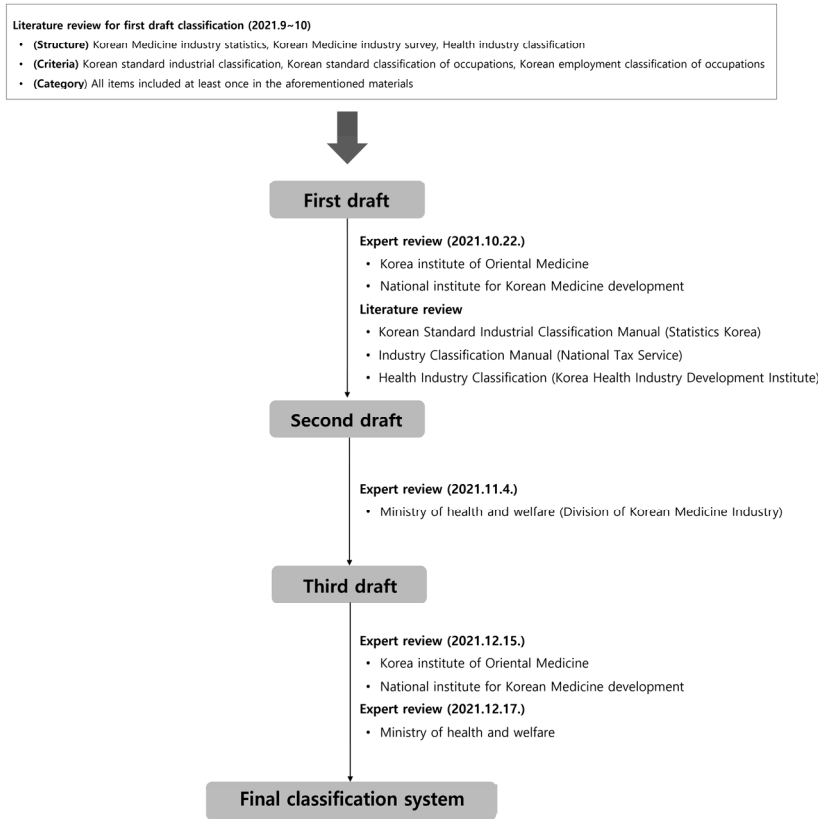 Literature review for first draft classification (2021.9~10)
• (Structure) Korean Medicine industry statistics, Korean Medicine industry survey, Health industry classification
• (Criteria) Korean standard industrial classification, Korean standard classification of occupations, Korean employment classification of occupations
• (Category) All items included at least once in the aforementioned materials
First draft
Expert review (2021.10.22.)
• Korea institute of Oriental Medicine
• National institute for Korean Medicine development
Literature review
• Korean Standard Industrial Classification Manual (Statistics Korea)
• Industry Classification Manual (National Tax Service)
• Health Industry Classification (Korea Health Industry Development Institute)
Second draft
Expert review (2021.11.4.)
• Ministry of health and welfare (Division of Korean Medicine Industry)
Third draft
Expert review (2021.12.15.)
• Korea institute of Oriental Medicine
• National institute for Korean Medicine development
Expert review (2021.12.17.)
• Ministry of health and welfare
Final classification system